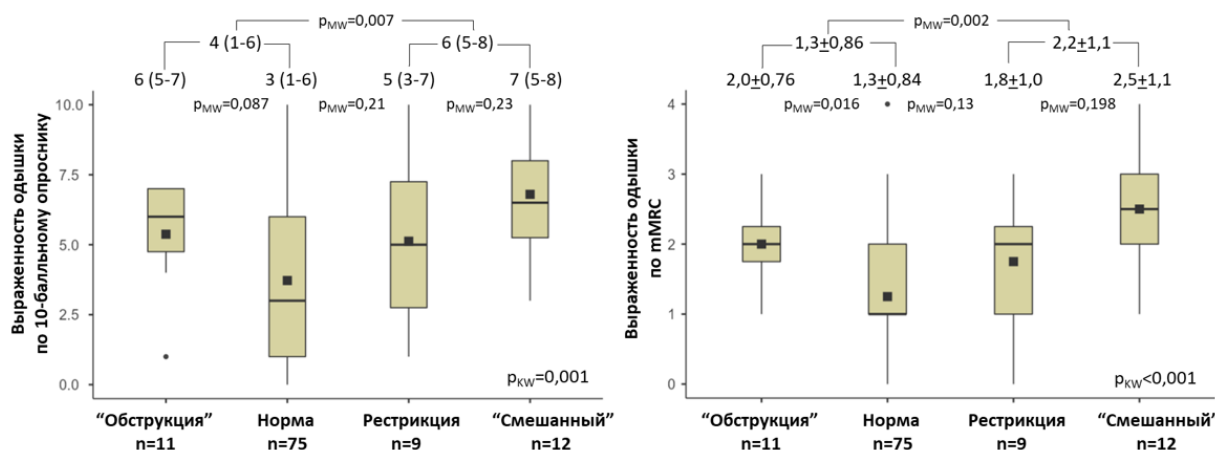 pMW=0,007
4 (1-6)
6 (5-8)
6 (5-7)
3 (1-6)
5 (3-7)
7 (5-8)
pMW=0,087
pMW=0,21
pMW=0,23
10.0
7.5
5.0
2.5
0.0
Выраженность одышки
по 10-балльному опроснику
pKW=0,001
“Обструкция”
n=11
Норма
n=75
Рестрикция
n=9
“Смешанный”
n=12
pMW=0,002
1,3±0,86
2,2±1,1
2,0±0,76
1,3±0,84
1,8±1,0
2,5±1,1
pMW=0,016
pMW=0,13
pMW=0,198
4
3
2
1
0
Выраженность одышки
по mMRC
pKW<0,001
“Обструкция”
n=11
Норма
n=75
Рестрикция
n=9
“Смешанный”
n=12